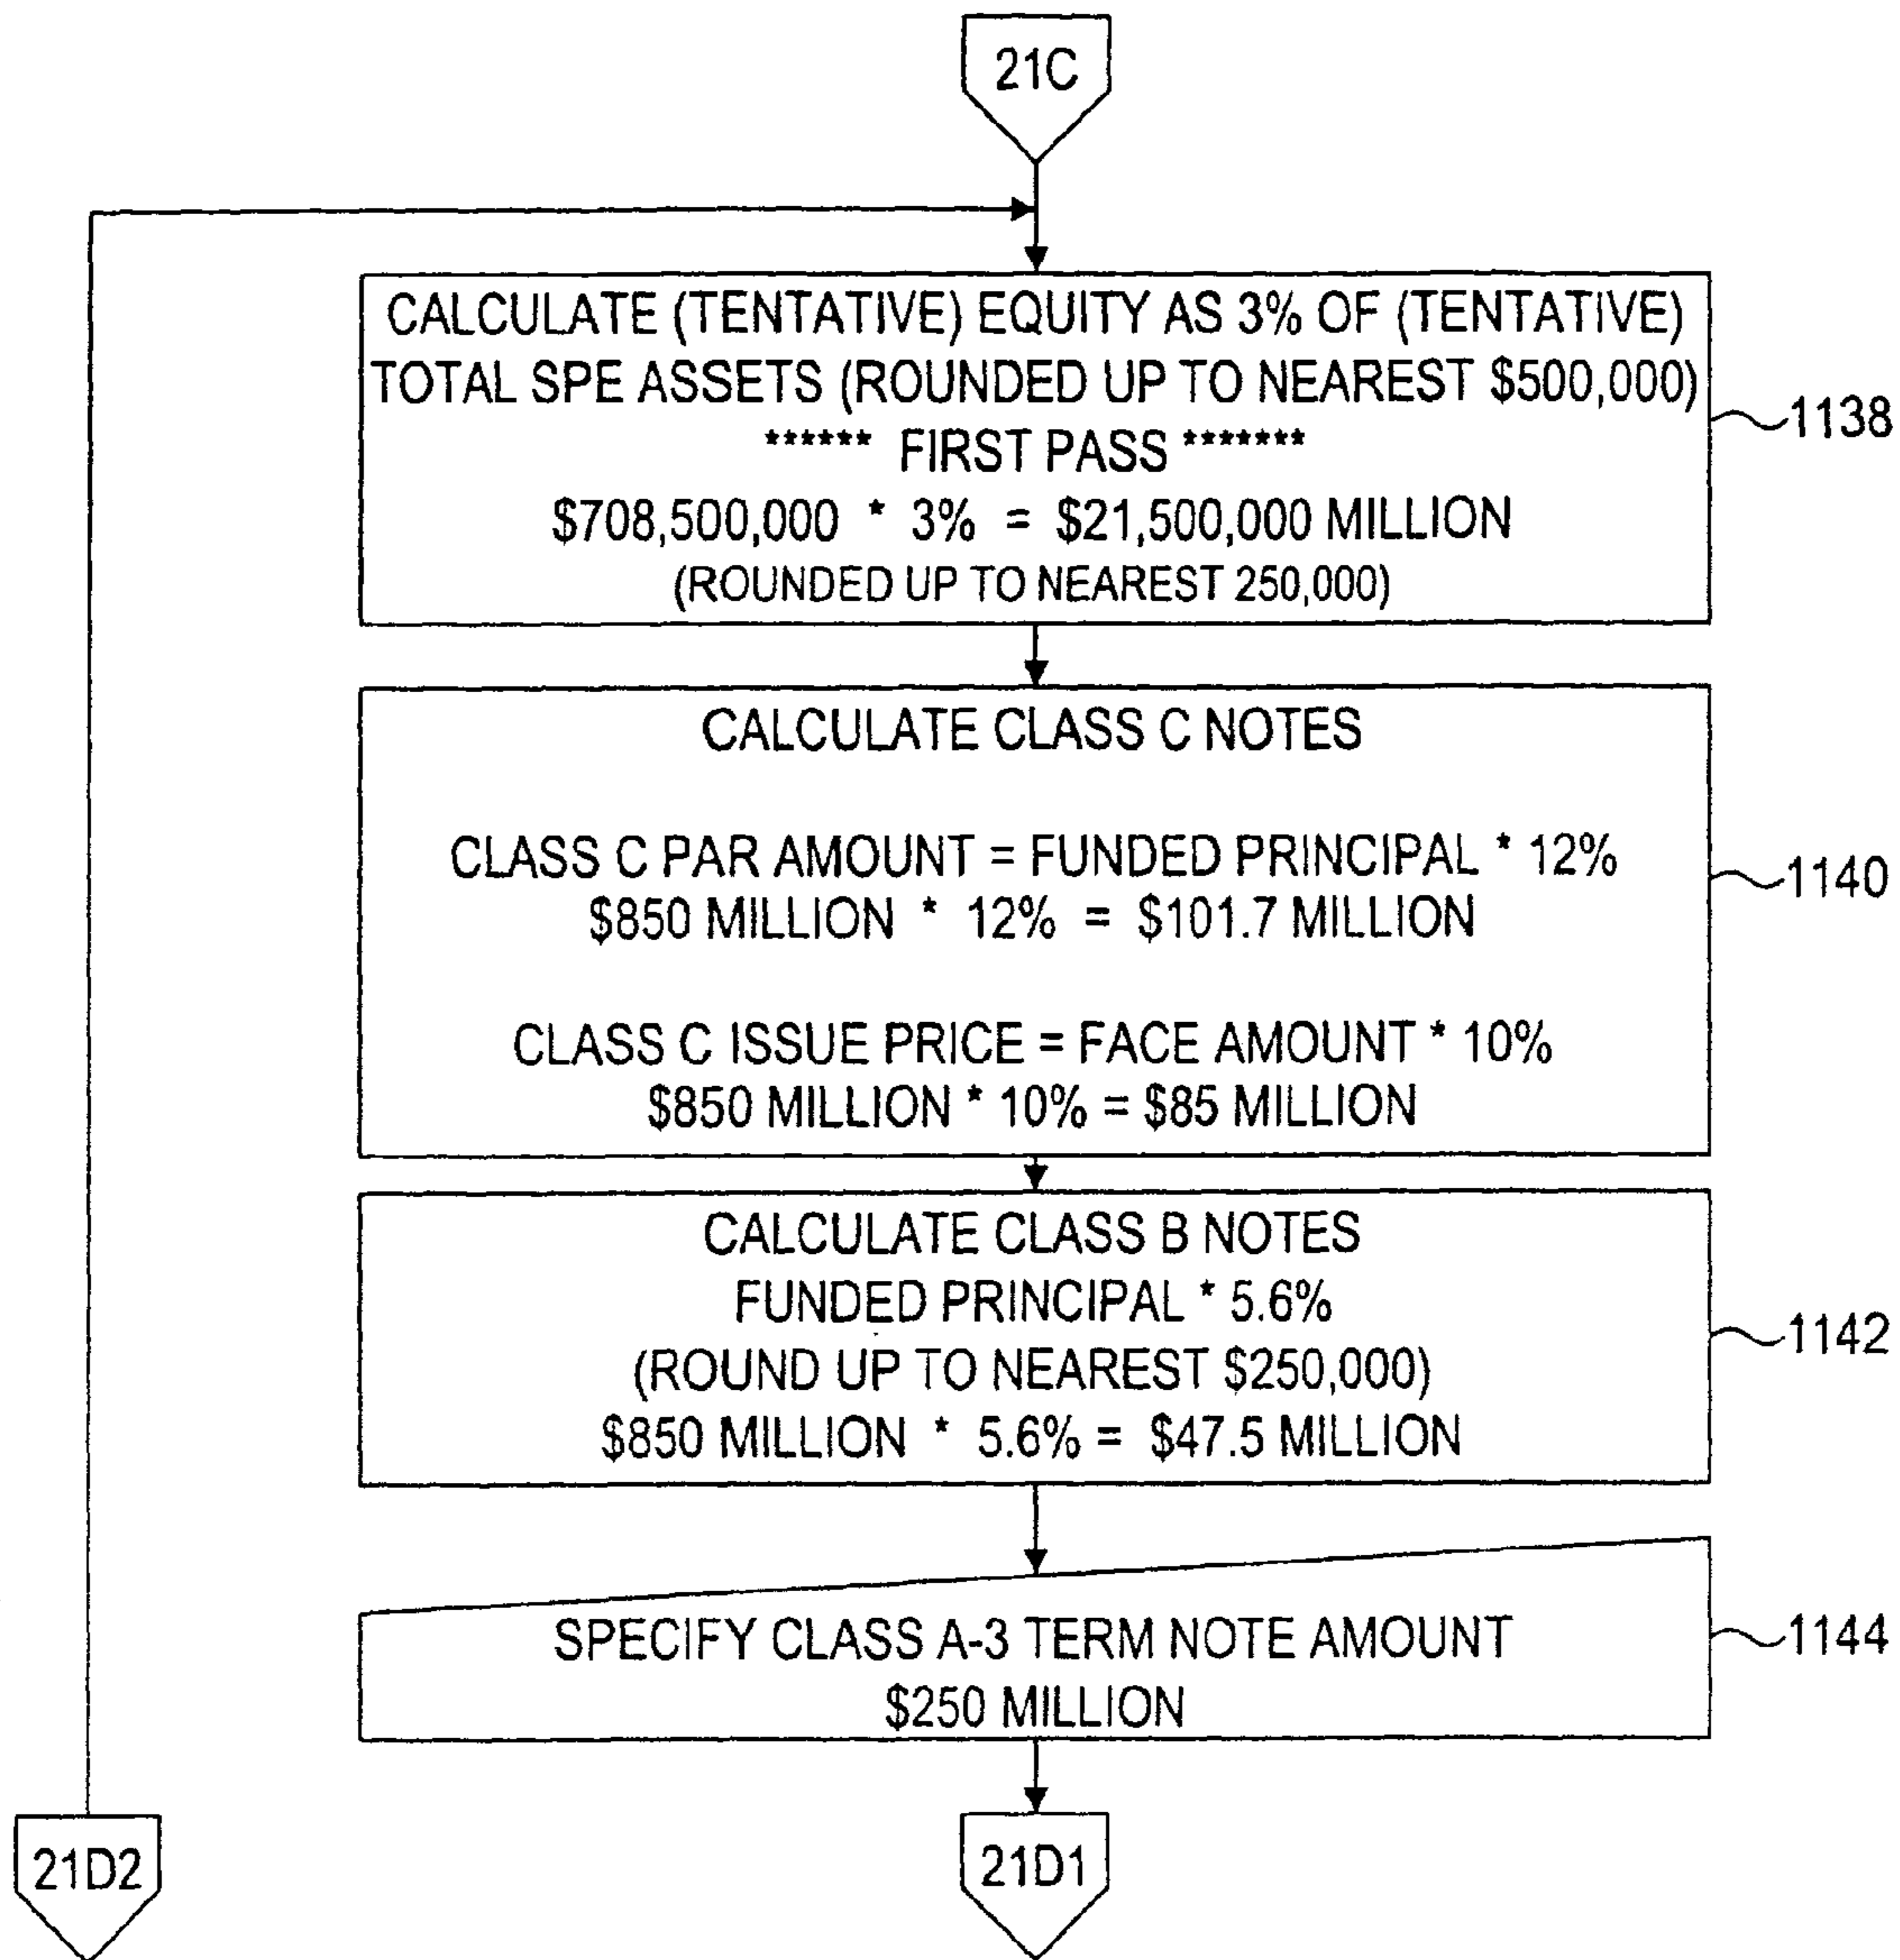 21C
CALCULATE (TENTATIVE) EQUITY AS 3% OF (TENTATIVE)
TOTAL SPE ASSETS (ROUNDED UP TO NEAREST $500,000)
****** FIRST PASS *******
$708,500,000 * 3% = $21,500,000 MILLION
(ROUNDED UP TO NEAREST 250,000)
1138
CALCULATE CLASS C NOTES
CLASS C PAR AMOUNT = FUNDED PRINCIPAL * 12%
$850 MILLION * 12% = $101.7 MILLION
CLASS C ISSUE PRICE = FACE AMOUNT * 10%
$850 MILLION * 10% = $85 MILLION
1140
CALCULATE CLASS B NOTES
FUNDED PRINCIPAL * 5.6%
(ROUND UP TO NEAREST $250,000)
$850 MILLION * 5.6% = $47.5 MILLION
1142
SPECIFY CLASS A-3 TERM NOTE AMOUNT
$250 MILLION
1144
21D2
21D1